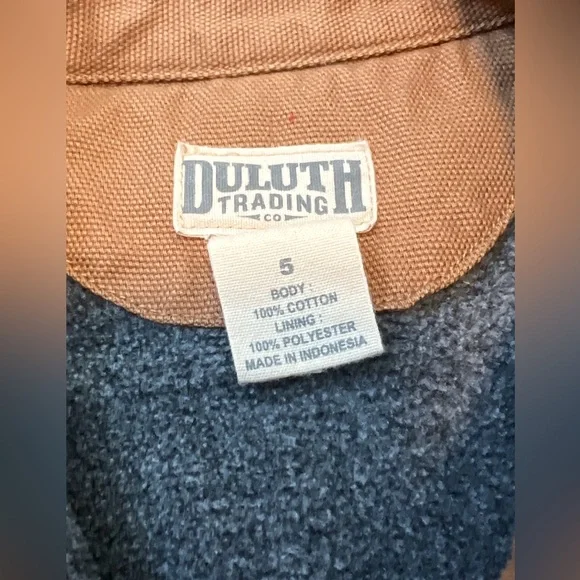 DULUTH
TRADING
CO
5
BODY :
100% COTTON
LINING :
100% POLYESTER
MADE IN INDONESIA